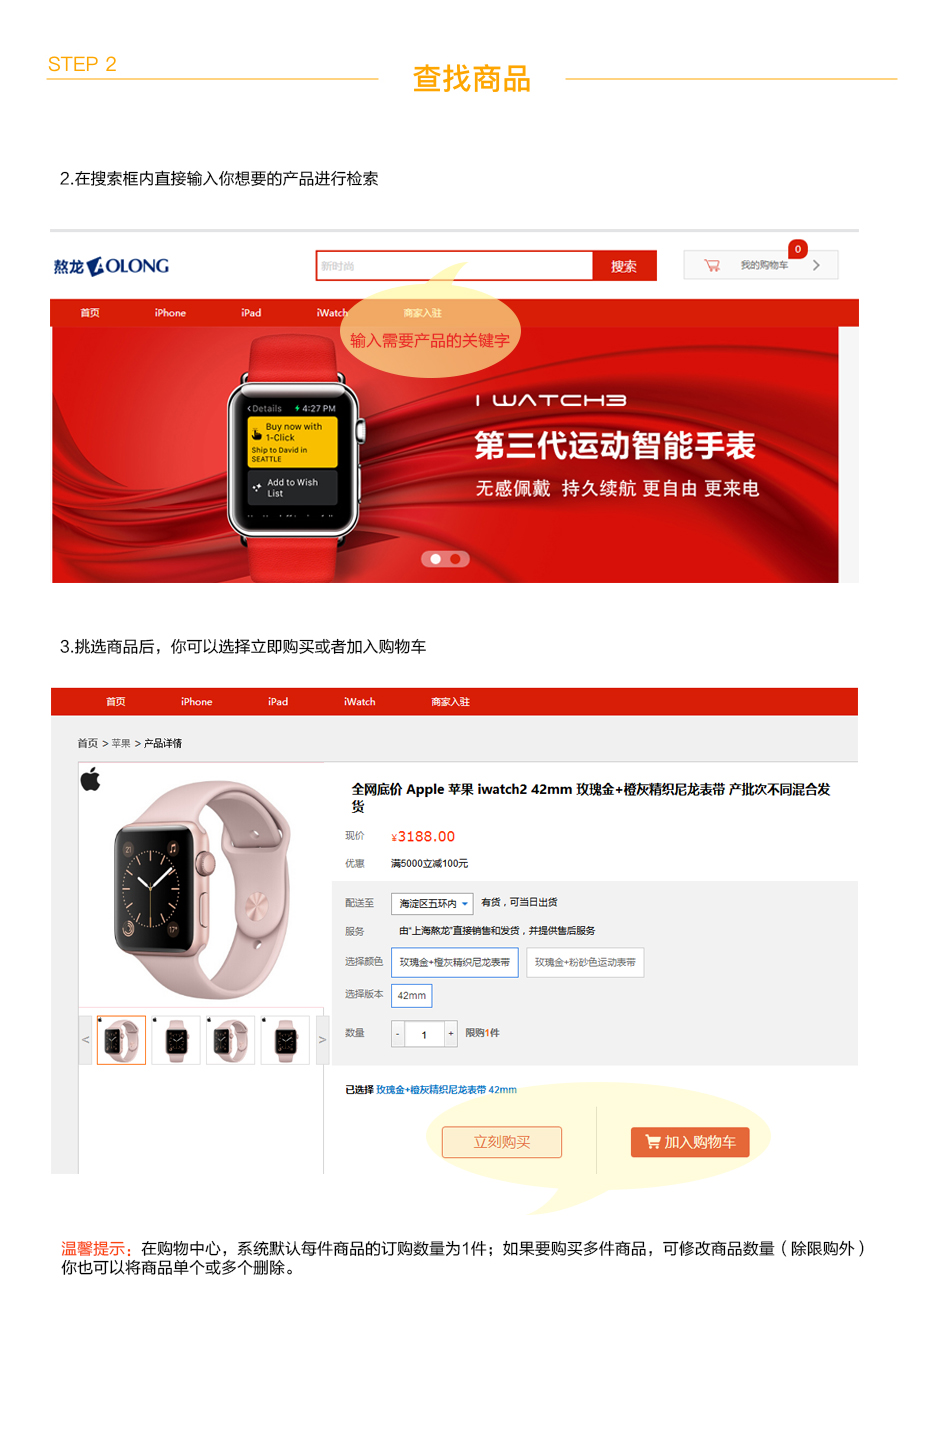 STEP 2
查找商品
2.在搜索框内直接输入你想要的产品进行检索
熬龙 AOLONG
新时尚
搜索
0
我的购物车
首页 iPhone iPad iWatch 商家入驻
输入需要产品的关键字
Details 4:27 PM
Buy now with
1-Click
Ship to David in
SEATTLE
Add to Wish
List
I WATCH3
第三代运动智能手表
无感佩戴 持久续航 更自由 更来电
3.挑选商品后，你可以选择立即购买或者加入购物车
首页 iPhone iPad iWatch 商家入驻
首页 > 苹果 > 产品详情
全网底价 Apple 苹果 iwatch2 42mm 玫瑰金+橙灰精织尼龙表带 产批次不同混合发
货
现价 ¥3188.00
优惠 满5000立减100元
配送至 海淀区五环内 有货，可当日出货
服务 由"上海熬龙"直接销售和发货，并提供售后服务
选择颜色 玫瑰金+橙灰精织尼龙表带 玫瑰金+粉砂色运动表带
选择版本 42mm
数量 - 1 + 限购1件
< >
已选择 玫瑰金+橙灰精织尼龙表带 42mm
立刻购买 加入购物车
温馨提示：在购物中心，系统默认每件商品的订购数量为1件；如果要购买多件商品，可修改商品数量（除限购外）
你也可以将商品单个或多个删除。